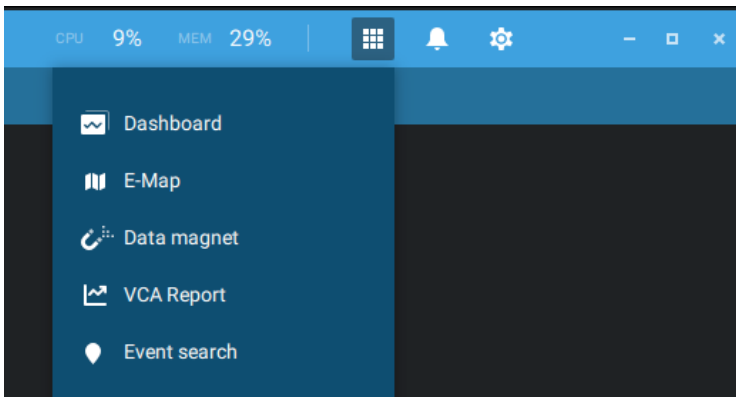 CPU 9% MEM 29%
Dashboard
E-Map
Data magnet
VCA Report
Event search